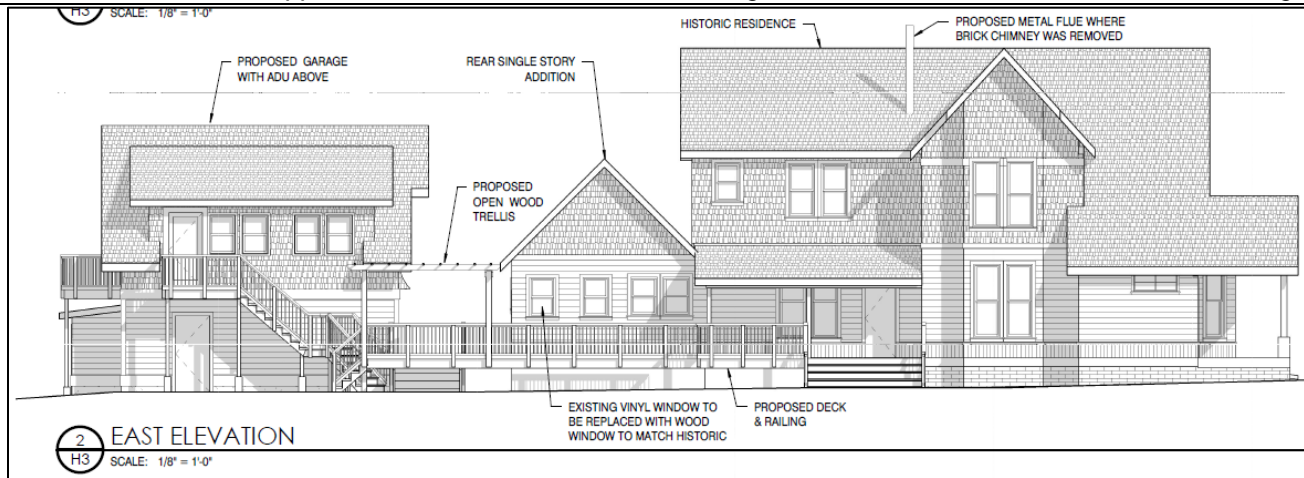 H3
SCALE: 1/8" = 1'-0"
HISTORIC RESIDENCE
PROPOSED METAL FLUE WHERE
BRICK CHIMNEY WAS REMOVED
PROPOSED GARAGE
WITH ADU ABOVE
REAR SINGLE STORY
ADDITION
PROPOSED
OPEN WOOD
TRELLIS
EXISTING VINYL WINDOW TO
BE REPLACED WITH WOOD
WINDOW TO MATCH HISTORIC
PROPOSED DECK
& RAILING
2
H3
EAST ELEVATION
SCALE: 1/8" = 1'-0"